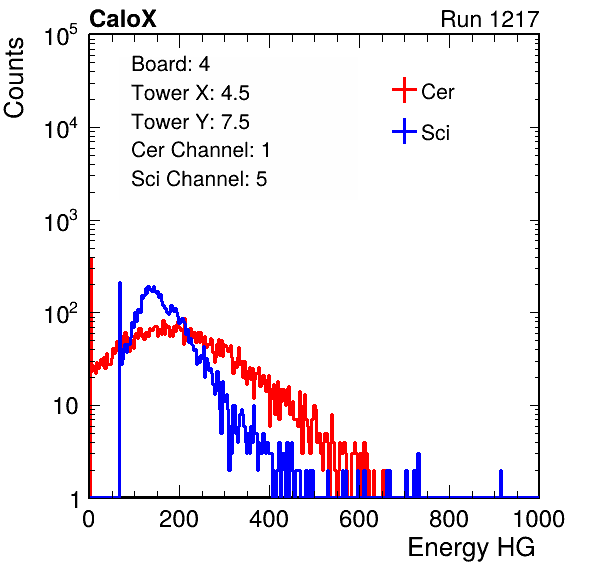 CaloX Run 1217
Counts
10^5
10^4
10^3
10^2
10
1
Board: 4
Tower X: 4.5
Tower Y: 7.5
Cer Channel: 1
Sci Channel: 5
Cer
Sci
0 200 400 600 800 1000
Energy HG